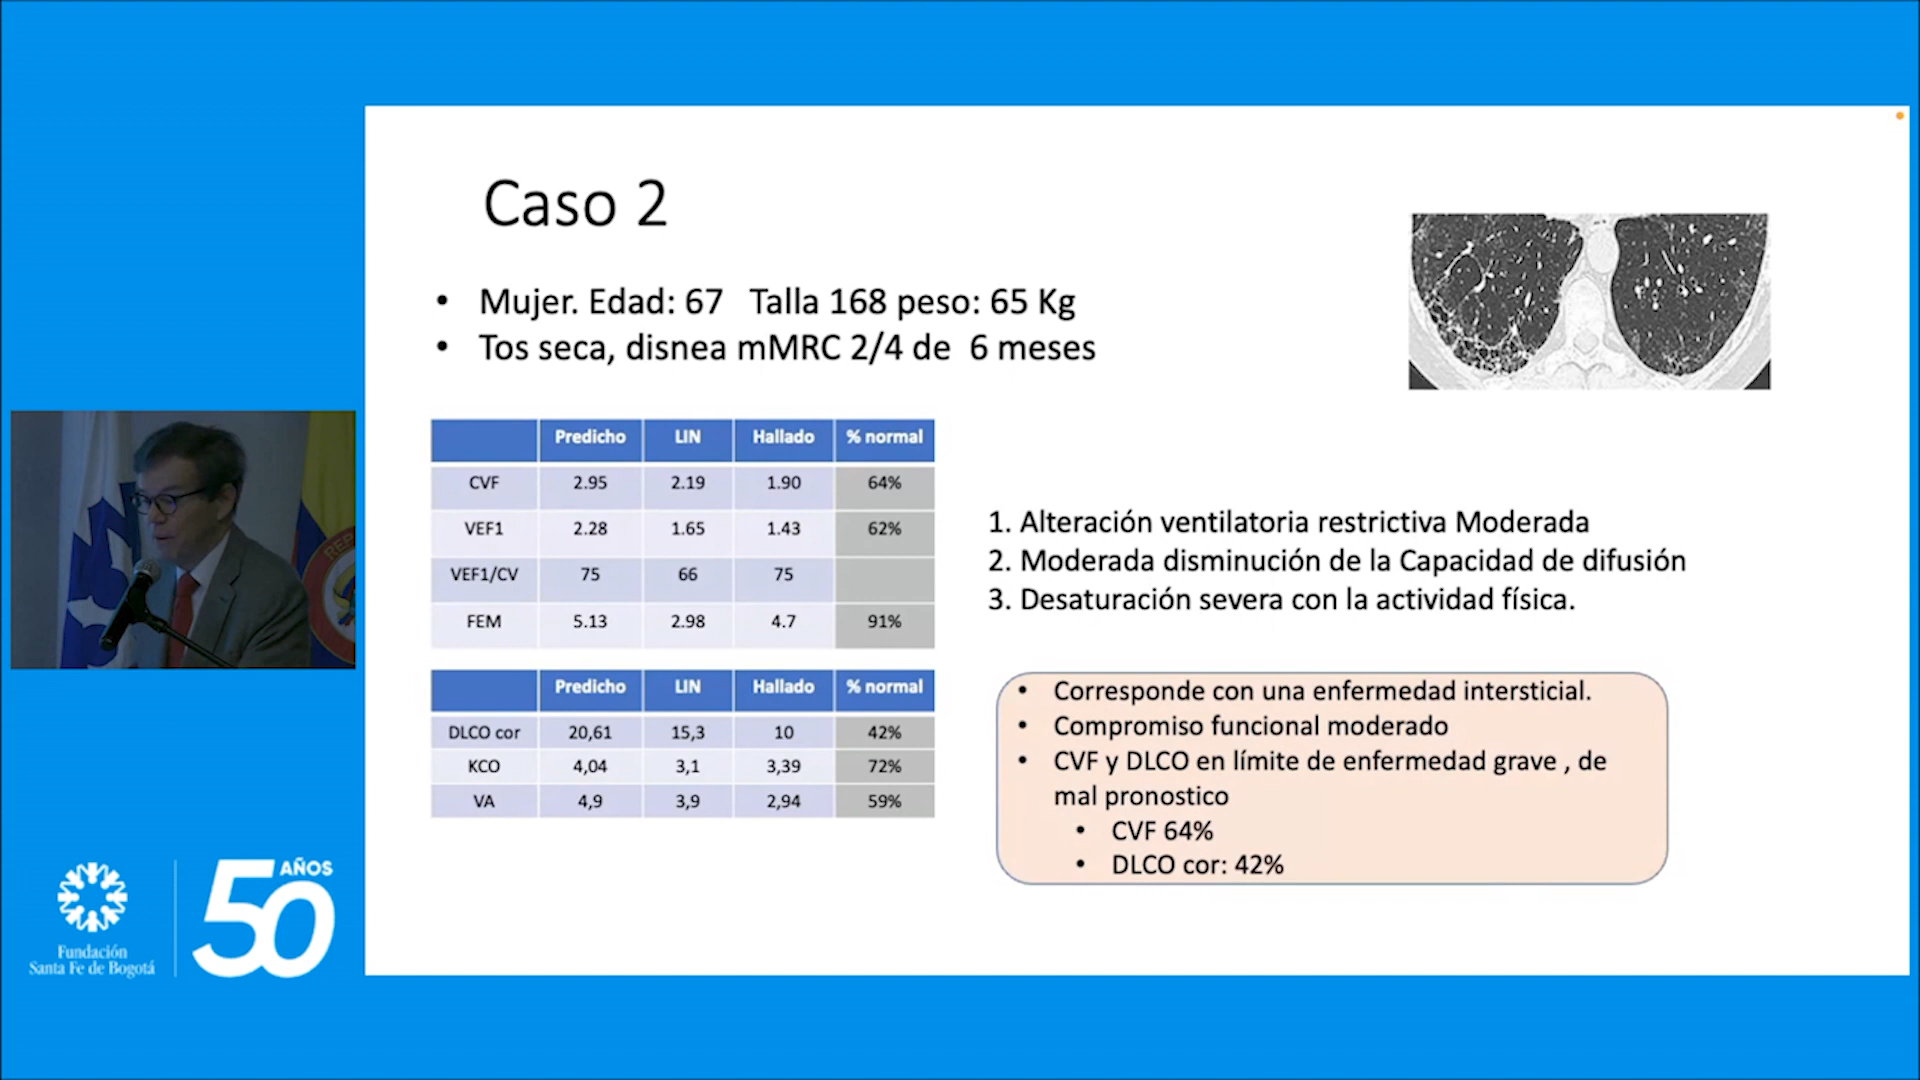 Caso 2
• Mujer. Edad: 67 Talla 168 peso: 65 Kg
• Tos seca, disnea mMRC 2/4 de 6 meses
Predicho LIN Hallado % normal
CVF 2.95 2.19 1.90 64%
VEF1 2.28 1.65 1.43 62%
VEF1/CV 75 66 75
FEM 5.13 2.98 4.7 91%
Predicho LIN Hallado % normal
DLCO cor 20,61 15,3 10 42%
KCO 4,04 3,1 3,39 72%
VA 4,9 3,9 2,94 59%
1. Alteración ventilatoria restrictiva Moderada
2. Moderada disminución de la Capacidad de difusión
3. Desaturación severa con la actividad física.
• Corresponde con una enfermedad intersticial.
• Compromiso funcional moderado
• CVF y DLCO en límite de enfermedad grave , de
mal pronostico
• CVF 64%
• DLCO cor: 42%
Fundación
Santa Fe de Bogotá
50 AÑOS